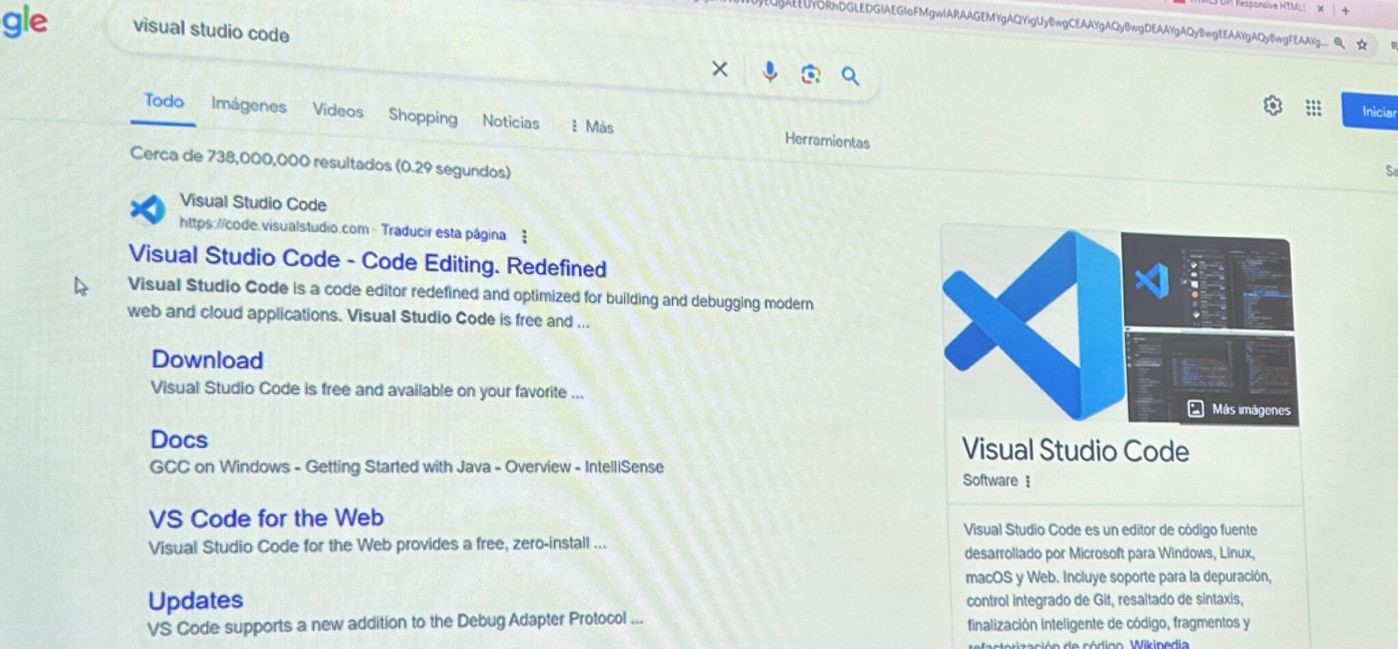 gle
visual studio code
Iniciar
Todo Imágenes Videos Shopping Noticias Más
Herramientas
Cerca de 738,000,000 resultados (0.29 segundos)
Visual Studio Code
https://code.visualstudio.com · Traducir esta página
Visual Studio Code - Code Editing. Redefined
Visual Studio Code is a code editor redefined and optimized for building and debugging modern
web and cloud applications. Visual Studio Code is free and ...
Download
Visual Studio Code is free and available on your favorite ...
Docs
GCC on Windows - Getting Started with Java - Overview - IntelliSense
VS Code for the Web
Visual Studio Code for the Web provides a free, zero-install ...
Updates
VS Code supports a new addition to the Debug Adapter Protocol ...
Más imágenes
Visual Studio Code
Software
Visual Studio Code es un editor de código fuente
desarrollado por Microsoft para Windows, Linux,
macOS y Web. Incluye soporte para la depuración,
control integrado de Git, resaltado de sintaxis,
finalización inteligente de código, fragmentos y
refactorización de código. Wikipedia